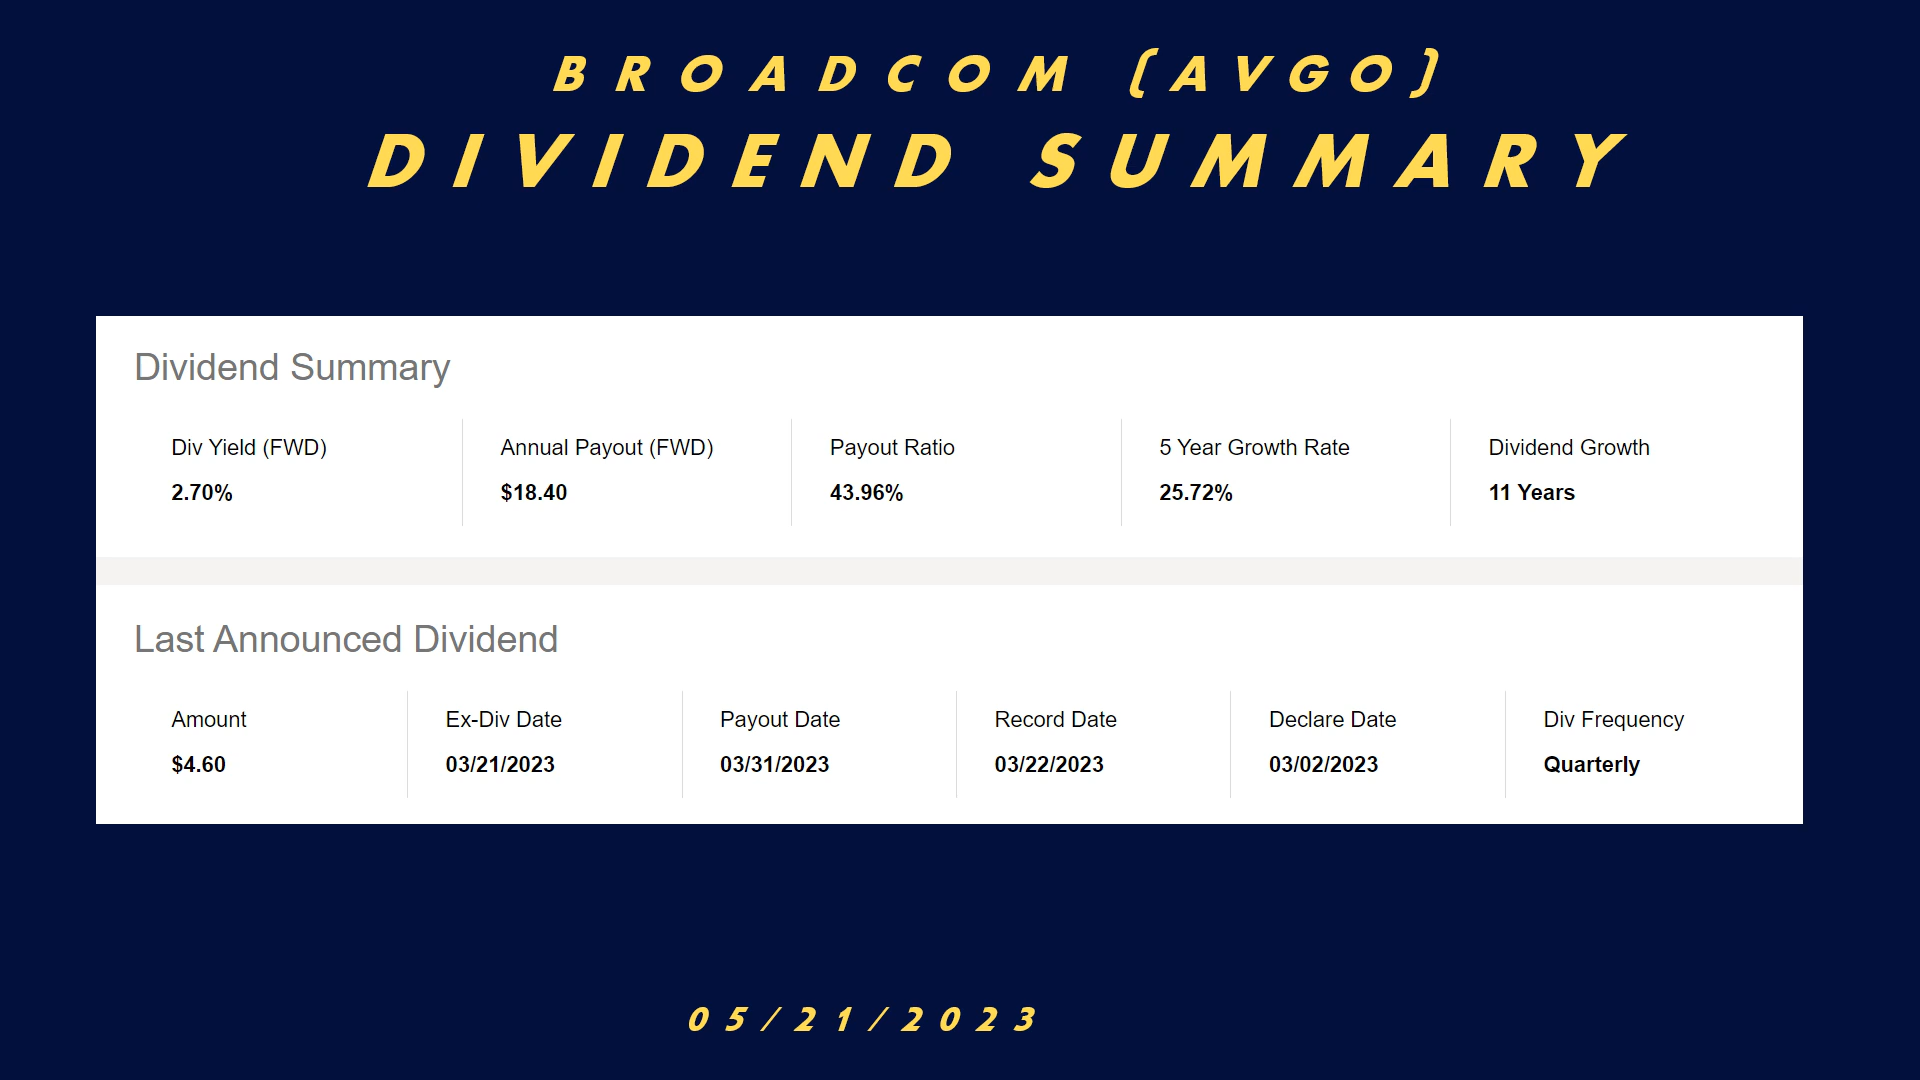 BROADCOM (AVGO)
DIVIDEND SUMMARY
Dividend Summary
Div Yield (FWD) Annual Payout (FWD) Payout Ratio 5 Year Growth Rate Dividend Growth
2.70% $18.40 43.96% 25.72% 11 Years
Last Announced Dividend
Amount Ex-Div Date Payout Date Record Date Declare Date Div Frequency
$4.60 03/21/2023 03/31/2023 03/22/2023 03/02/2023 Quarterly
05/21/2023